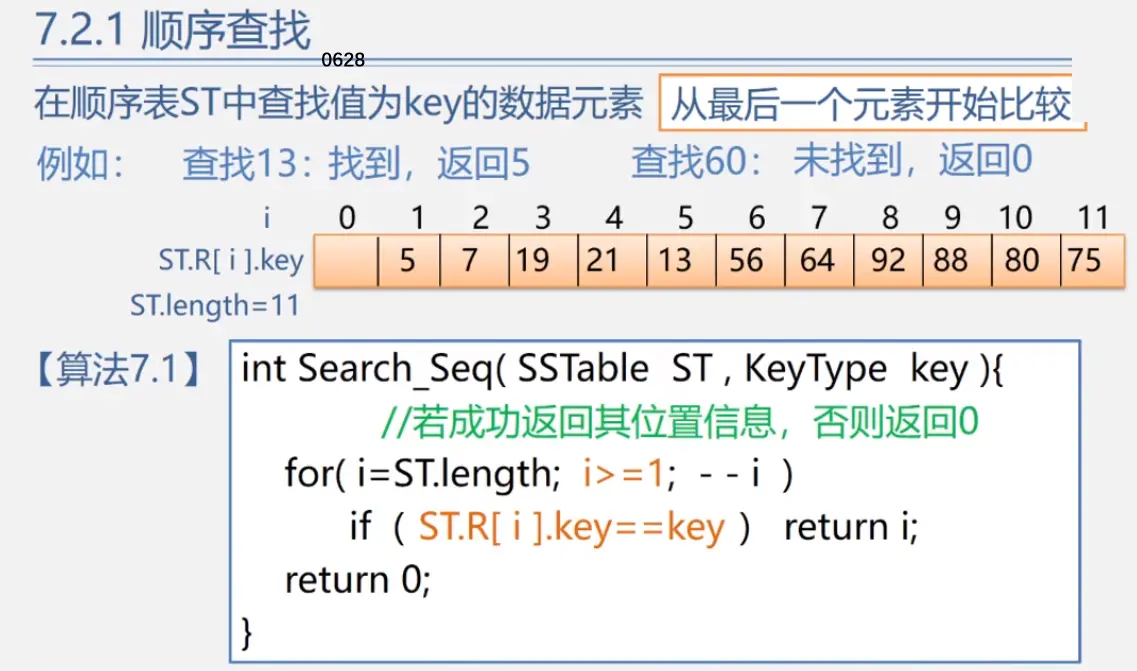 7.2.1 顺序查找
0628
在顺序表ST中查找值为key的数据元素 从最后一个元素开始比较
例如： 查找13：找到，返回5 查找60： 未找到，返回0
i 0 1 2 3 4 5 6 7 8 9 10 11
ST.R[ i ].key 5 7 19 21 13 56 64 92 88 80 75
ST.length=11
【算法7.1】 int Search_Seq( SSTable ST , KeyType key ){
//若成功返回其位置信息，否则返回0
for( i=ST.length; i>=1; - - i )
if ( ST.R[ i ].key==key ) return i;
return 0;
}